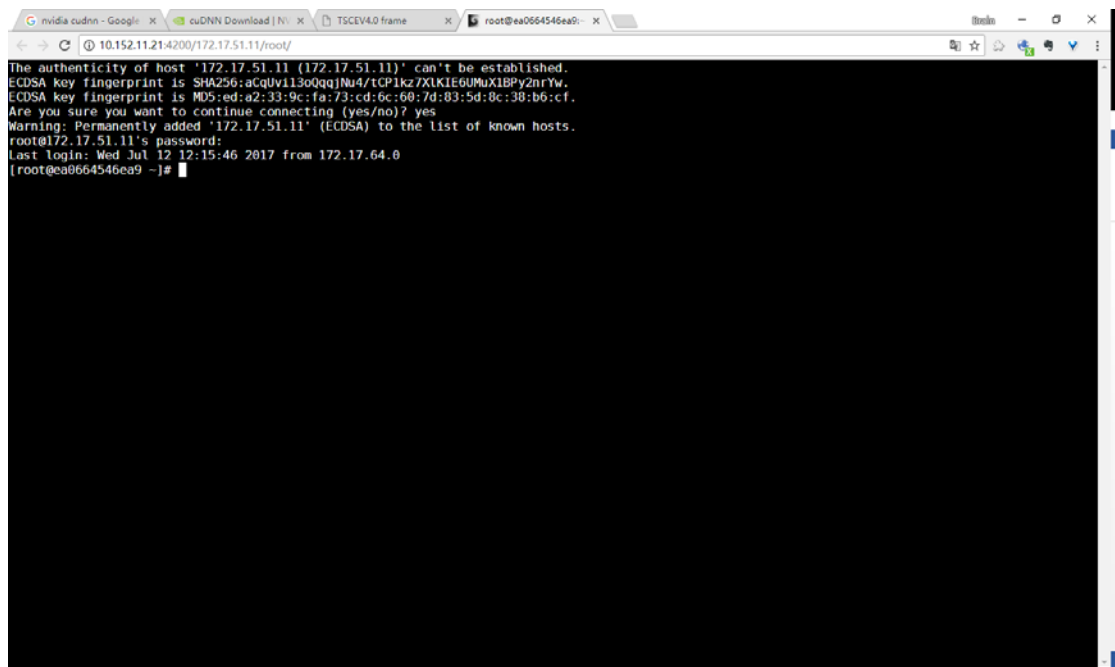 nvidia cudnn - Google
cuDNN Download | NV
TSCEV4.0 frame
root@ea0664546ea9:~
10.152.11.21:4200/172.17.51.11/root/
The authenticity of host '172.17.51.11 (172.17.51.11)' can't be established.
ECDSA key fingerprint is SHA256:aCqUvi13oQqqjNu4/tCP1kz7XlKIE6UMuX1BPy2nrYw.
ECDSA key fingerprint is MD5:ed:a2:33:9c:fa:73:cd:6c:60:7d:83:5d:8c:38:b6:cf.
Are you sure you want to continue connecting (yes/no)? yes
Warning: Permanently added '172.17.51.11' (ECDSA) to the list of known hosts.
root@172.17.51.11's password:
Last login: Wed Jul 12 12:15:46 2017 from 172.17.64.0
[root@ea0664546ea9 ~]#